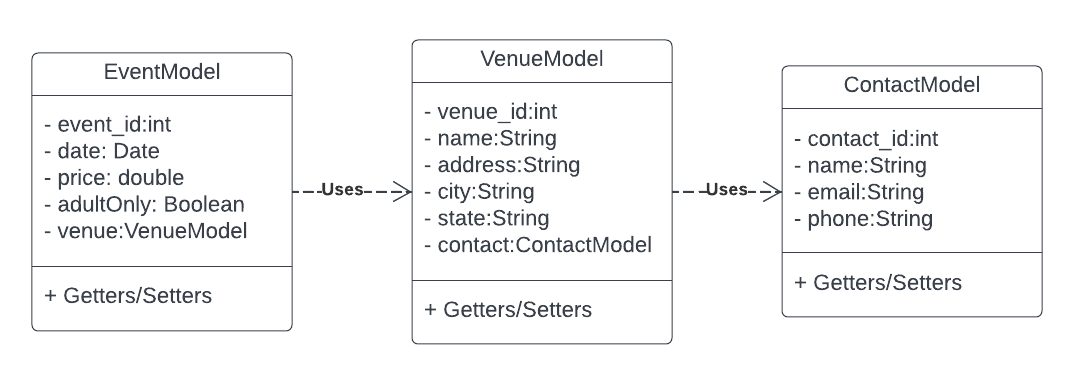 EventModel
- event_id:int
- date: Date
- price: double
- adultOnly: Boolean
- venue:VenueModel
+ Getters/Setters
Uses
VenueModel
- venue_id:int
- name:String
- address:String
- city:String
- state:String
- contact:ContactModel
+ Getters/Setters
Uses
ContactModel
- contact_id:int
- name:String
- email:String
- phone:String
+ Getters/Setters